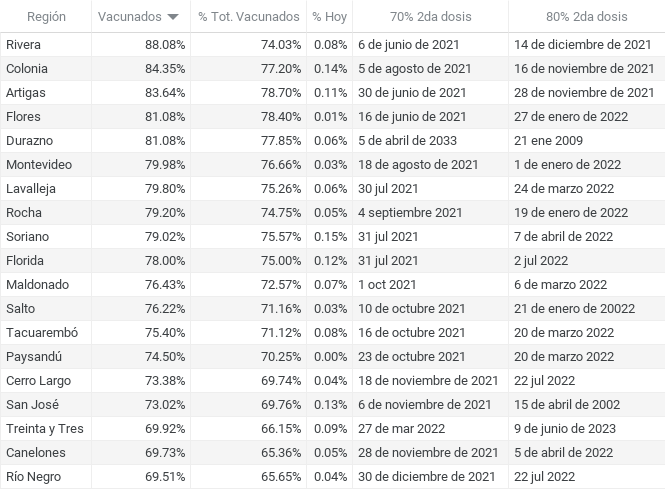 Región Vacunados % Tot. Vacunados % Hoy 70% 2da dosis 80% 2da dosis
Rivera 88.08% 74.03% 0.08% 6 de junio de 2021 14 de diciembre de 2021
Colonia 84.35% 77.20% 0.14% 5 de agosto de 2021 16 de noviembre de 2021
Artigas 83.64% 78.70% 0.11% 30 de junio de 2021 28 de noviembre de 2021
Flores 81.08% 78.40% 0.01% 16 de junio de 2021 27 de enero de 2022
Durazno 81.08% 77.85% 0.06% 5 de abril de 2033 21 ene 2009
Montevideo 79.98% 76.66% 0.03% 18 de agosto de 2021 1 de enero de 2022
Lavalleja 79.80% 75.26% 0.06% 30 jul 2021 24 de marzo 2022
Rocha 79.20% 74.75% 0.05% 4 septiembre 2021 19 de enero de 2022
Soriano 79.02% 75.57% 0.15% 31 jul 2021 7 de abril de 2022
Florida 78.00% 75.00% 0.12% 31 jul 2021 2 jul 2022
Maldonado 76.43% 72.57% 0.07% 1 oct 2021 6 de marzo 2022
Salto 76.22% 71.16% 0.03% 10 de octubre 2021 21 de enero de 20022
Tacuarembó 75.40% 71.12% 0.08% 16 de octubre 2021 20 de marzo 2022
Paysandú 74.50% 70.25% 0.00% 23 de octubre 2021 20 de marzo 2022
Cerro Largo 73.38% 69.74% 0.04% 18 de noviembre de 2021 22 jul 2022
San José 73.02% 69.76% 0.13% 6 de noviembre de 2021 15 de abril de 2002
Treinta y Tres 69.92% 66.15% 0.09% 27 de mar 2022 9 de junio de 2023
Canelones 69.73% 65.36% 0.05% 28 de noviembre de 2021 5 de abril de 2022
Río Negro 69.51% 65.65% 0.04% 30 de diciembre de 2021 22 jul 2022